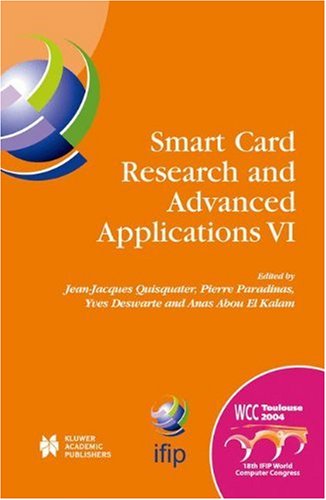 Smart Card
Research and
Advanced
Applications VI
Edited by
Jean-Jacques Quisquater, Pierre Paradinas,
Yves Deswarte and Anas Abou El Kalam
KLUWER
ACADEMIC
PUBLISHERS
ifip
WCC Toulouse
2004
18th IFIP World
Computer Congress